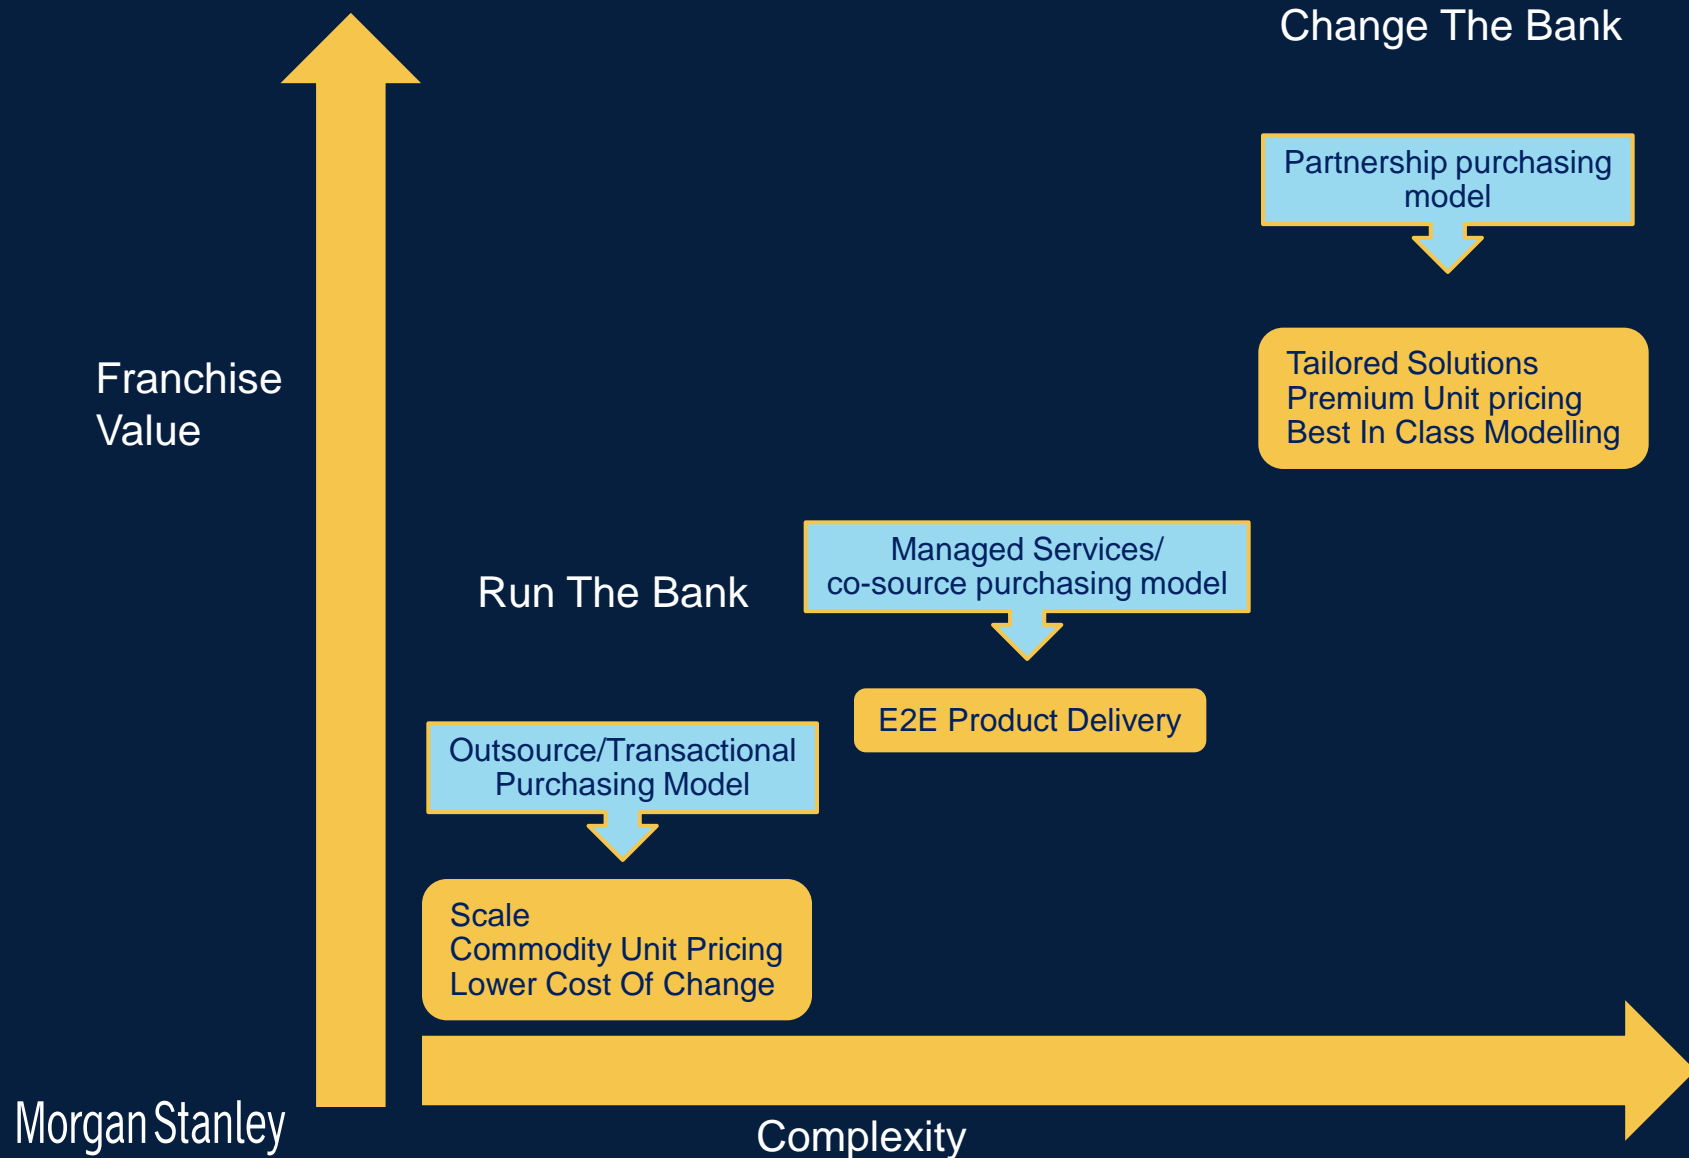 Change The Bank
Partnership purchasing
model
Tailored Solutions
Premium Unit pricing
Best In Class Modelling
Franchise
Value
Managed Services/
co-source purchasing model
Run The Bank
E2E Product Delivery
Outsource/Transactional
Purchasing Model
Scale
Commodity Unit Pricing
Lower Cost Of Change
Morgan Stanley
Complexity